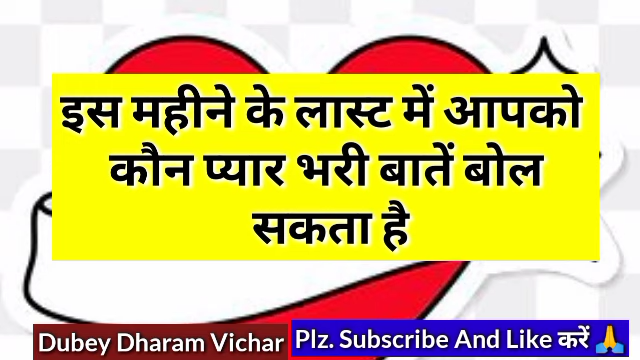 इस महीने के लास्ट में आपको
कौन प्यार भरी बातें बोल
सकता है
Dubey Dharam Vichar
Plz. Subscribe And Like करें 🙏